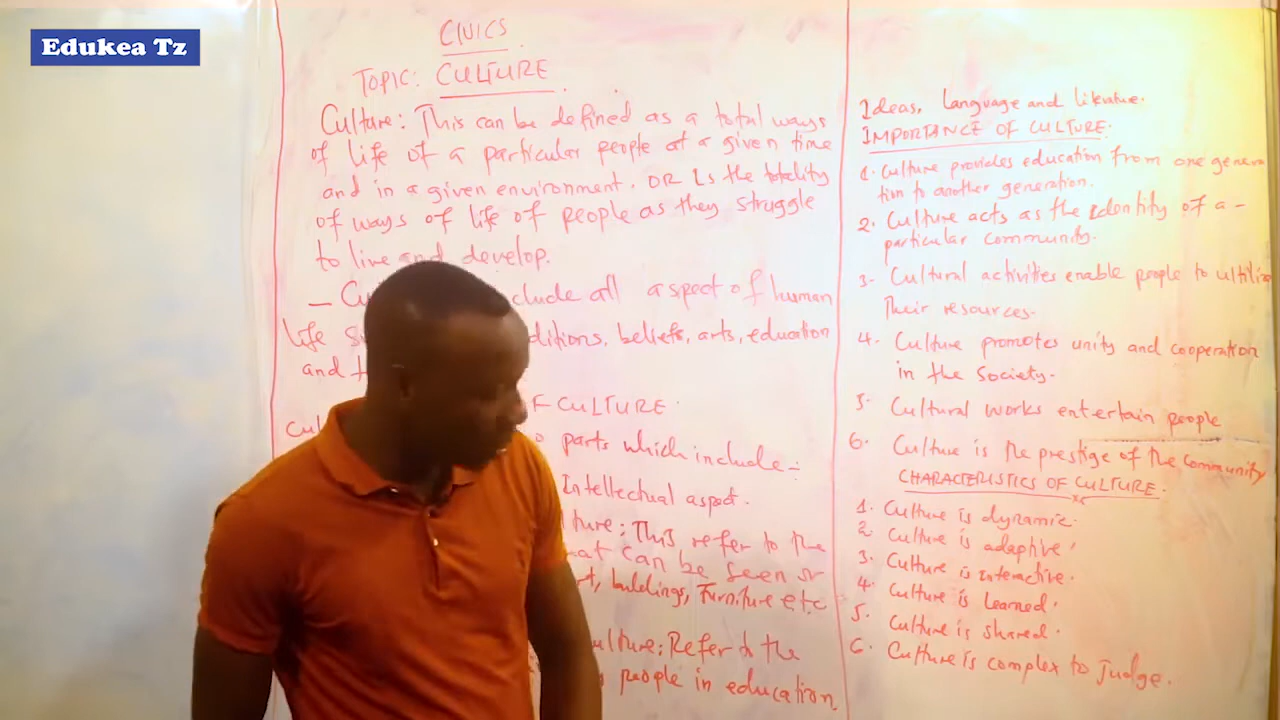 Edukea Tz
CIVICS
TOPIC: CULTURE.
Culture: This can be defined as a total ways
of life of a particular people at a given time
and in a given environment. OR Is the totality
of ways of life of people as they struggle
to live and develop.
clude all aspect of human
life ditions, beliefs, arts, education
and
F CULTURE.
parts which include:-
Intellectual aspect.
ture: This refer to the
at can be seen or
buildings, Furniture etc
ulture: Refer to the
people in education
Ideas, Language and literature.
IMPORTANCE OF CULTURE:
1. Culture provides education from one genera
tion to another generation.
2. Culture acts as the Identity of a -
particular community.
3. Cultural activities enable people to ultiliz
their resources.
4. Culture promotes unity and cooperation
in the society.
5. Cultural works entertain people
6. Culture is the prestige of the community
CHARACTERISTICS OF CULTURE.
1. Culture is dynamic.
2. Culture is adaptive.
3. Culture is Interactive.
4. Culture is Learned.
5. Culture is shared.
6. Culture is complex to Judge.